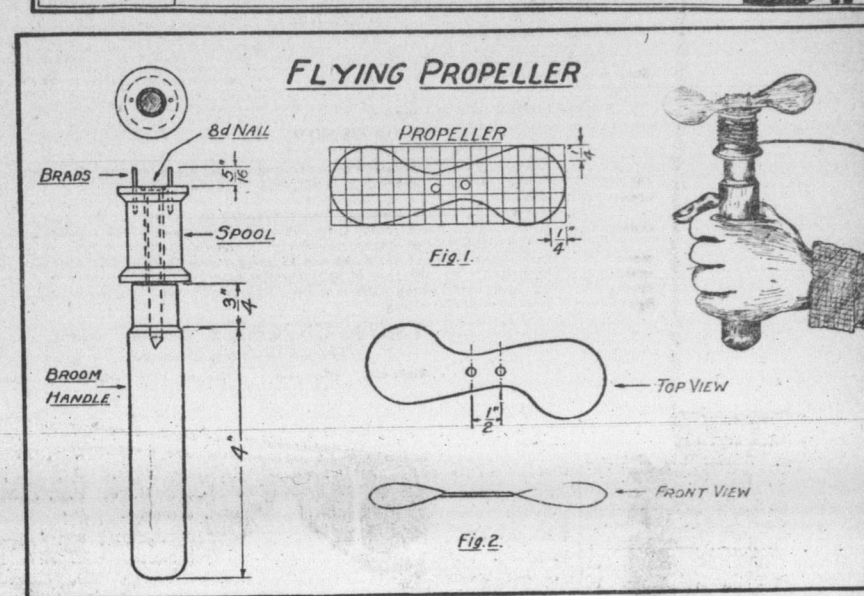 FLYING PROPELLER
8d NAIL
BRADS
5/16"
SPOOL
3/4"
BROOM
HANDLE
4"
PROPELLER
1/4"
1/4"
Fig. 1.
TOP VIEW
1/2"
FRONT VIEW
Fig. 2.